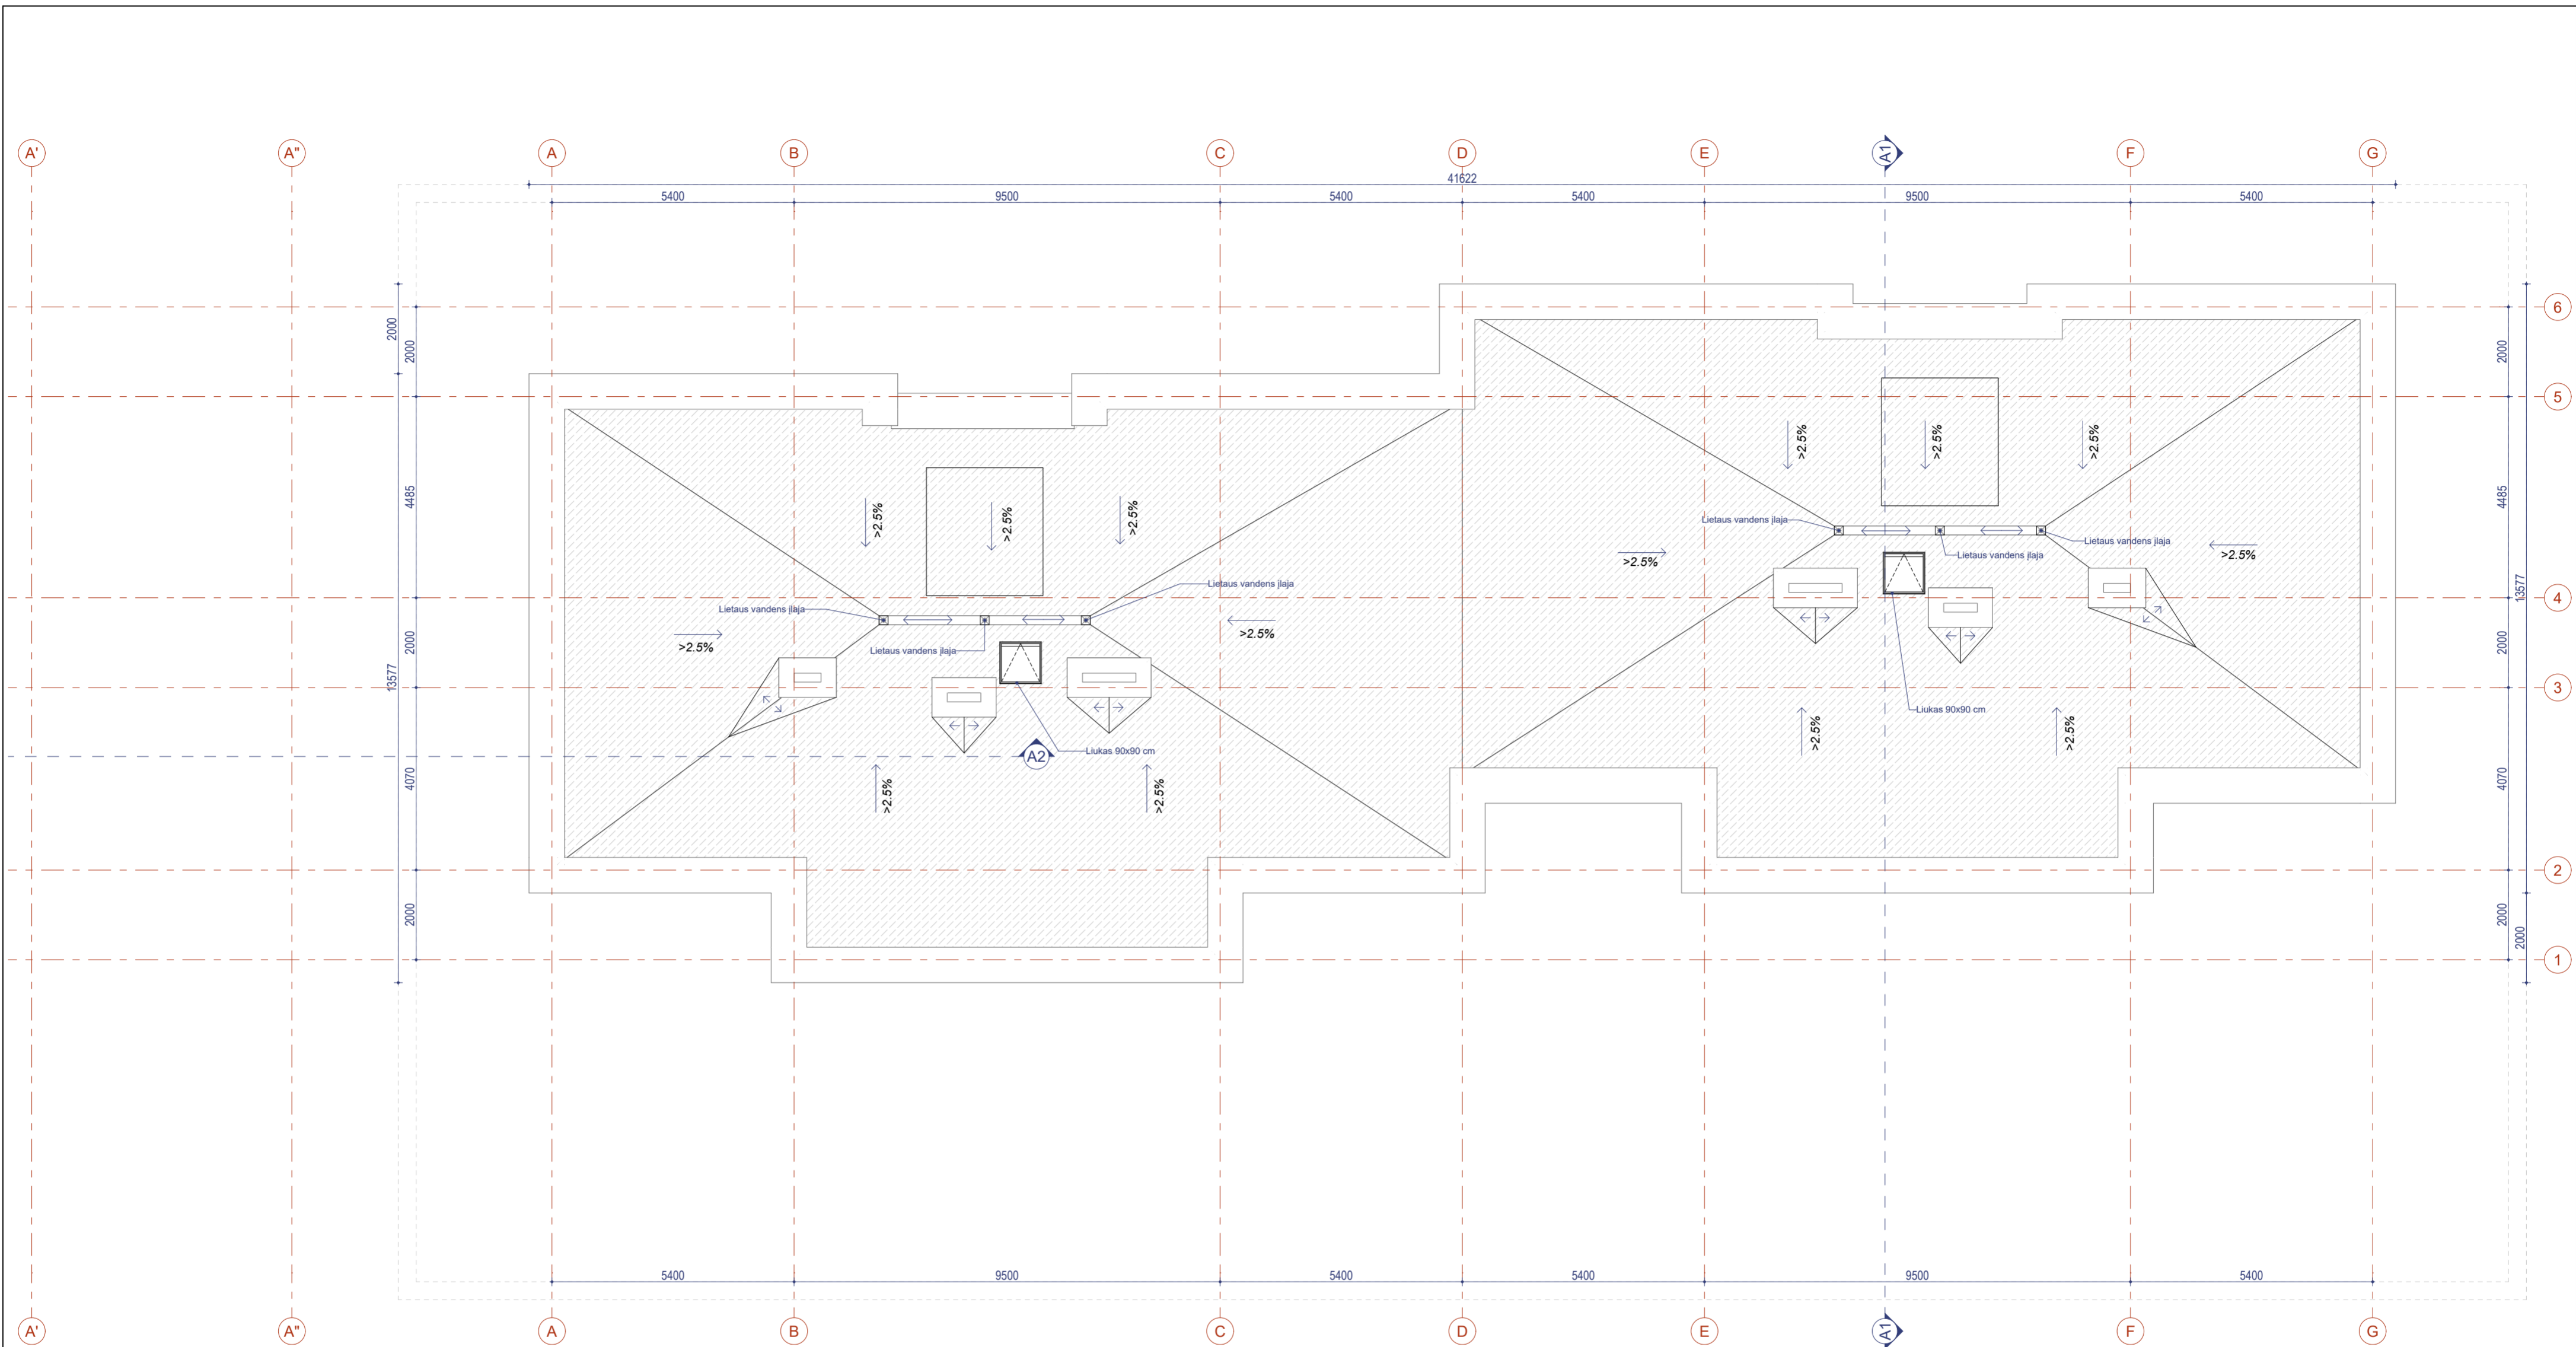 A'
A"
A
B
C
D
E
A1
F
G
41622
5400
9500
5400
5400
9500
5400
6
2000
2000
2000
5
>2.5%
>2.5%
>2.5%
4485
4485
>2.5%
>2.5%
>2.5%
Lietaus vandens įlaja
Lietaus vandens įlaja
Lietaus vandens įlaja
>2.5%
>2.5%
Lietaus vandens įlaja
13577
4
Lietaus vandens įlaja
>2.5%
>2.5%
Lietaus vandens įlaja
2000
2000
13577
3
Liukas 90x90 cm
>2.5%
>2.5%
A2
Liukas 90x90 cm
4070
4070
>2.5%
>2.5%
2
2000
2000
2000
1
5400
9500
5400
5400
9500
5400
A'
A"
A
B
C
D
E
A1
F
G